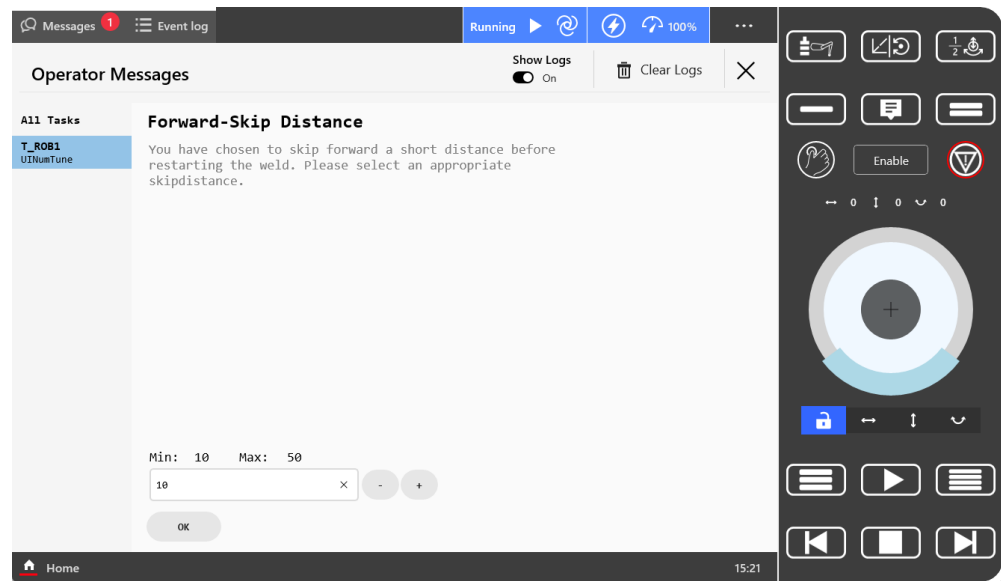 Messages 1 Event log Running 100% ...
Operator Messages Show Logs On Clear Logs
All Tasks
T_ROB1
UINumTune
Forward-Skip Distance
You have chosen to skip forward a short distance before
restarting the weld. Please select an appropriate
skipdistance.
Min: 10 Max: 50
10 - +
OK
Home 15:21
1
2
Enable
0 0 0